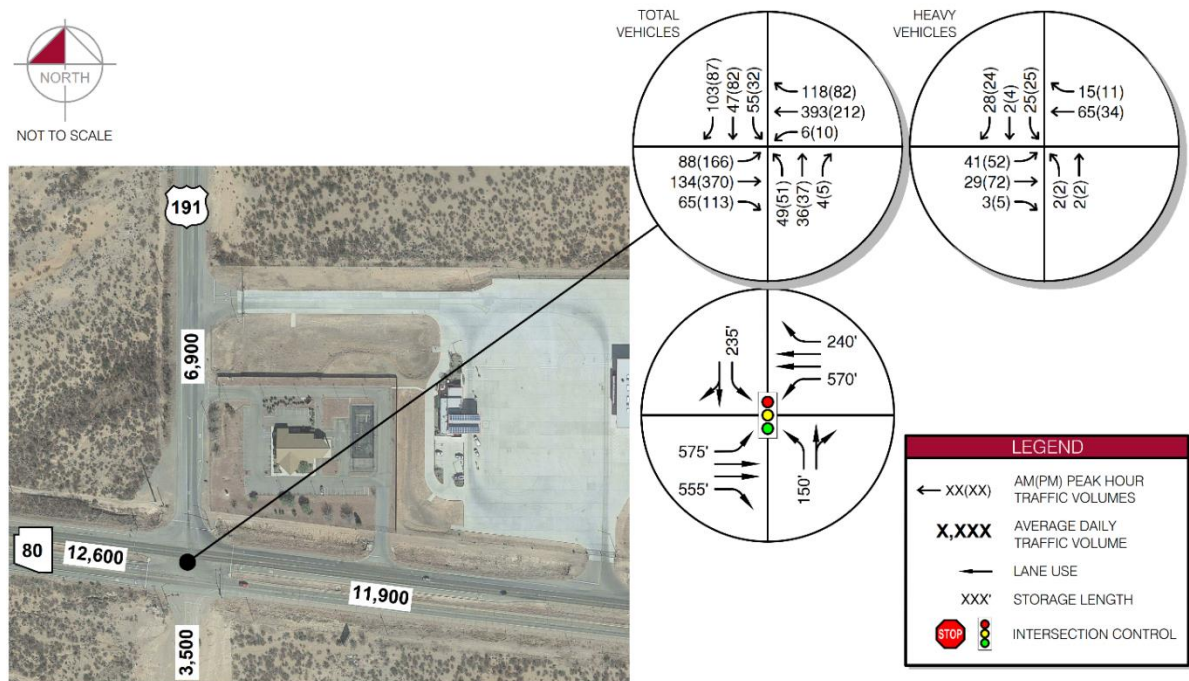 NORTH
NOT TO SCALE
191
6,900
80
12,600
11,900
3,500
TOTAL
VEHICLES
103(87)
47(82)
55(32)
118(82)
393(212)
6(10)
88(166)
134(370)
65(113)
49(51)
36(37)
4(5)
HEAVY
VEHICLES
28(24)
2(4)
25(25)
15(11)
65(34)
41(52)
29(72)
3(5)
2(2)
2(2)
235'
240'
570'
575'
555'
150'
LEGEND
XX(XX) AM(PM) PEAK HOUR
TRAFFIC VOLUMES
X,XXX AVERAGE DAILY
TRAFFIC VOLUME
LANE USE
XXX' STORAGE LENGTH
STOP INTERSECTION CONTROL